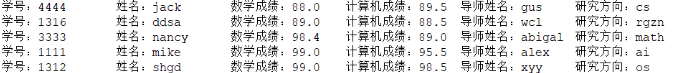 学号：4444 姓名：jack 数学成绩：88.0 计算机成绩：89.5 导师姓名：gus 研究方向：cs
学号：1316 姓名：ddsa 数学成绩：89.0 计算机成绩：88.5 导师姓名：wcl 研究方向：rgzn
学号：3333 姓名：nancy 数学成绩：98.4 计算机成绩：89.0 导师姓名：abigal 研究方向：math
学号：1111 姓名：mike 数学成绩：99.0 计算机成绩：95.5 导师姓名：alex 研究方向：ai
学号：1312 姓名：shgd 数学成绩：99.0 计算机成绩：98.5 导师姓名：xyy 研究方向：os